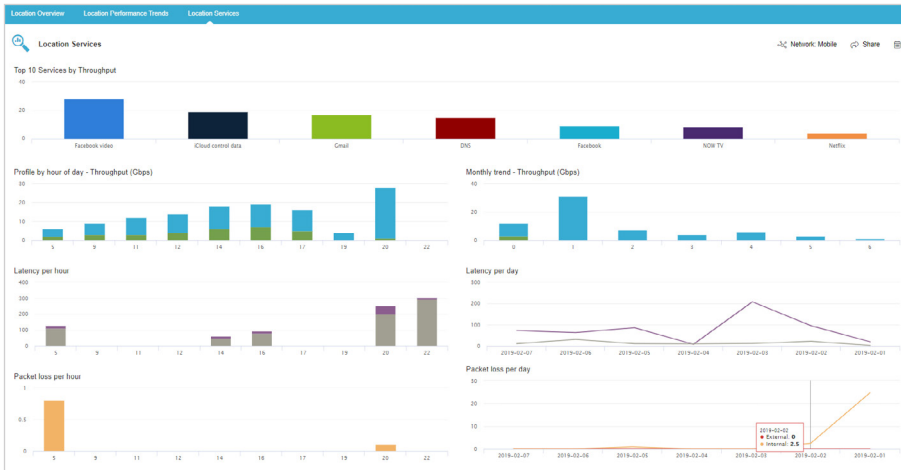 Location Overview Location Performance Trends Location Services
Location Services Network: Mobile Share
Top 10 Services by Throughput
40
20
0
Facebook video iCloud control data Gmail DNS Facebook NOW TV Netflix
Profile by hour of day - Throughput (Gbps)
30
20
10
0
5 9 11 12 14 16 17 19 20 22
Monthly trend - Throughput (Gbps)
40
20
0
0 1 2 3 4 5 6
Latency per hour
400
300
200
100
0
5 9 11 12 14 16 17 19 20 22
Latency per day
300
200
100
0
2019-02-07 2019-02-06 2019-02-05 2019-02-04 2019-02-03 2019-02-02 2019-02-01
Packet loss per hour
1
0.5
0
5 9 11 12 14 16 17 19 20 22
Packet loss per day
30
20
10
0
2019-02-02
External: 0
Internal: 2.5
2019-02-07 2019-02-06 2019-02-05 2019-02-04 2019-02-03 2019-02-02 2019-02-01